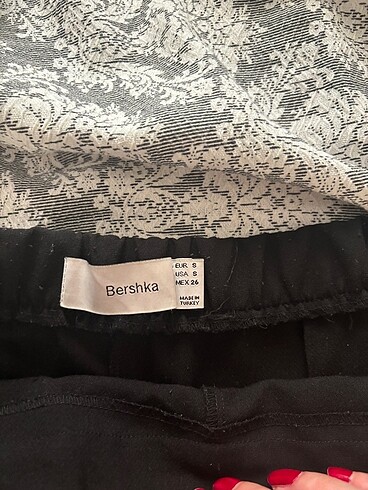 Bershka
EUR S
USA S
MEX 26
MADE IN
TURKEY